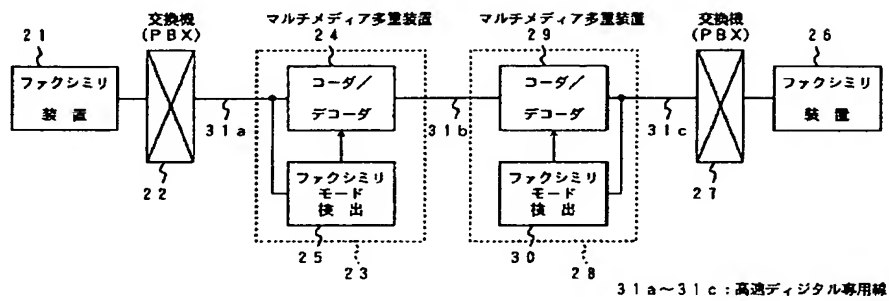 交換機
(PBX)
マルチメディア多重装置
マルチメディア多重装置
交換機
(PBX)
21
24
29
26
ファクシミリ
装置
コーダ/
デコーダ
コーダ/
デコーダ
ファクシミリ
装置
31a
31b
31c
22
ファクシミリ
モード
検出
ファクシミリ
モード
検出
27
25
23
30
28
31a~31c:高速ディジタル専用線